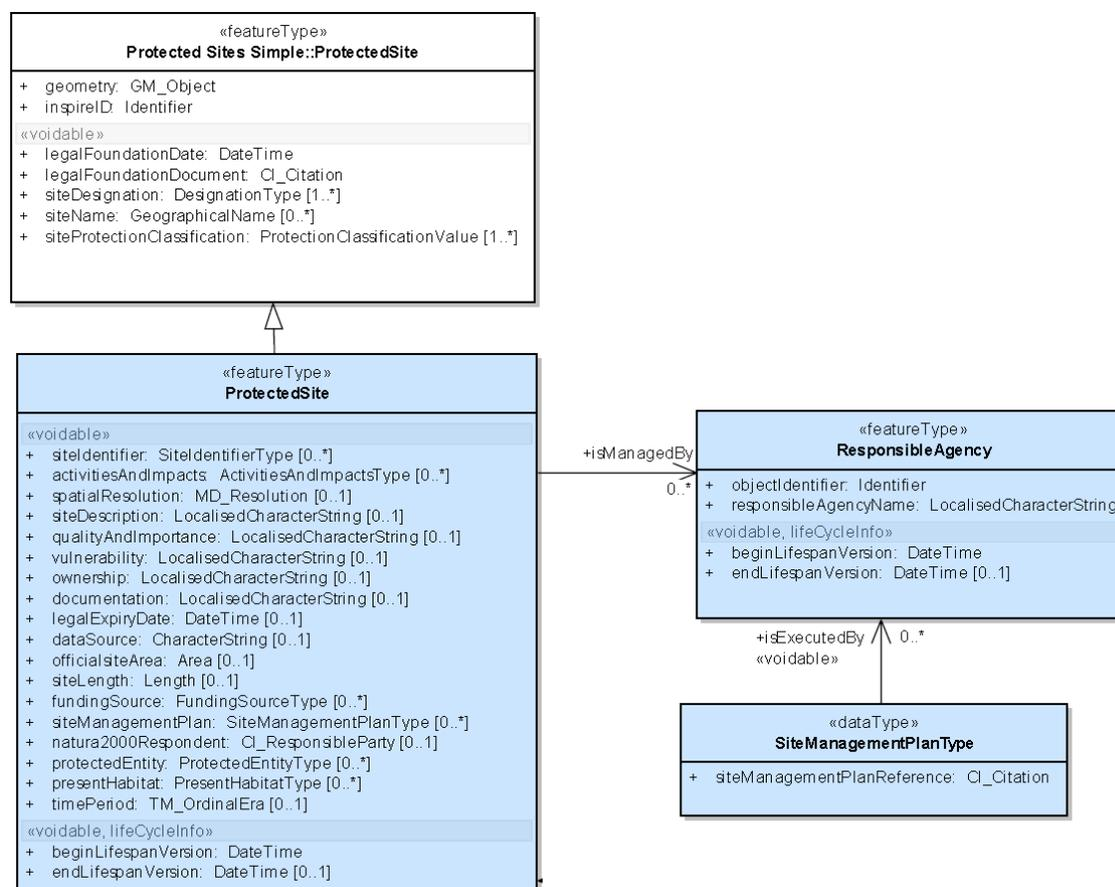 «featureType»
Protected Sites Simple::ProtectedSite
+ geometry: GM_Object
+ inspireID: Identifier
«voidable»
+ legalFoundationDate: DateTime
+ legalFoundationDocument: CI_Citation
+ siteDesignation: DesignationType [1..*]
+ siteName: GeographicalName [0..*]
+ siteProtectionClassification: ProtectionClassificationValue [1..*]
«featureType»
ProtectedSite
«voidable»
+ siteIdentifier: SiteIdentifierType [0..*]
+ activitiesAndImpacts: ActivitiesAndImpactsType [0..*]
+ spatialResolution: MD_Resolution [0..1]
+ siteDescription: LocalisedCharacterString [0..1]
+ qualityAndImportance: LocalisedCharacterString [0..1]
+ vulnerability: LocalisedCharacterString [0..1]
+ ownership: LocalisedCharacterString [0..1]
+ documentation: LocalisedCharacterString [0..1]
+ legalExpiryDate: DateTime [0..1]
+ dataSource: CharacterString [0..1]
+ officialsiteArea: Area [0..1]
+ siteLength: Length [0..1]
+ fundingSource: FundingSourceType [0..*]
+ siteManagementPlan: SiteManagementPlanType [0..*]
+ natura2000Respondent: CI_ResponsibleParty [0..1]
+ protectedEntity: ProtectedEntityType [0..*]
+ presentHabitat: PresentHabitatType [0..*]
+ timePeriod: TM_OrdinalEra [0..1]
«voidable, lifeCycleInfo»
+ beginLifespanVersion: DateTime
+ endLifespanVersion: DateTime [0..1]
+isManagedBy
0..*
«featureType»
ResponsibleAgency
+ objectIdentifier: Identifier
+ responsibleAgencyName: LocalisedCharacterString
«voidable, lifeCycleInfo»
+ beginLifespanVersion: DateTime
+ endLifespanVersion: DateTime [0..1]
+isExecutedBy 0..*
«voidable»
«dataType»
SiteManagementPlanType
+ siteManagementPlanReference: CI_Citation